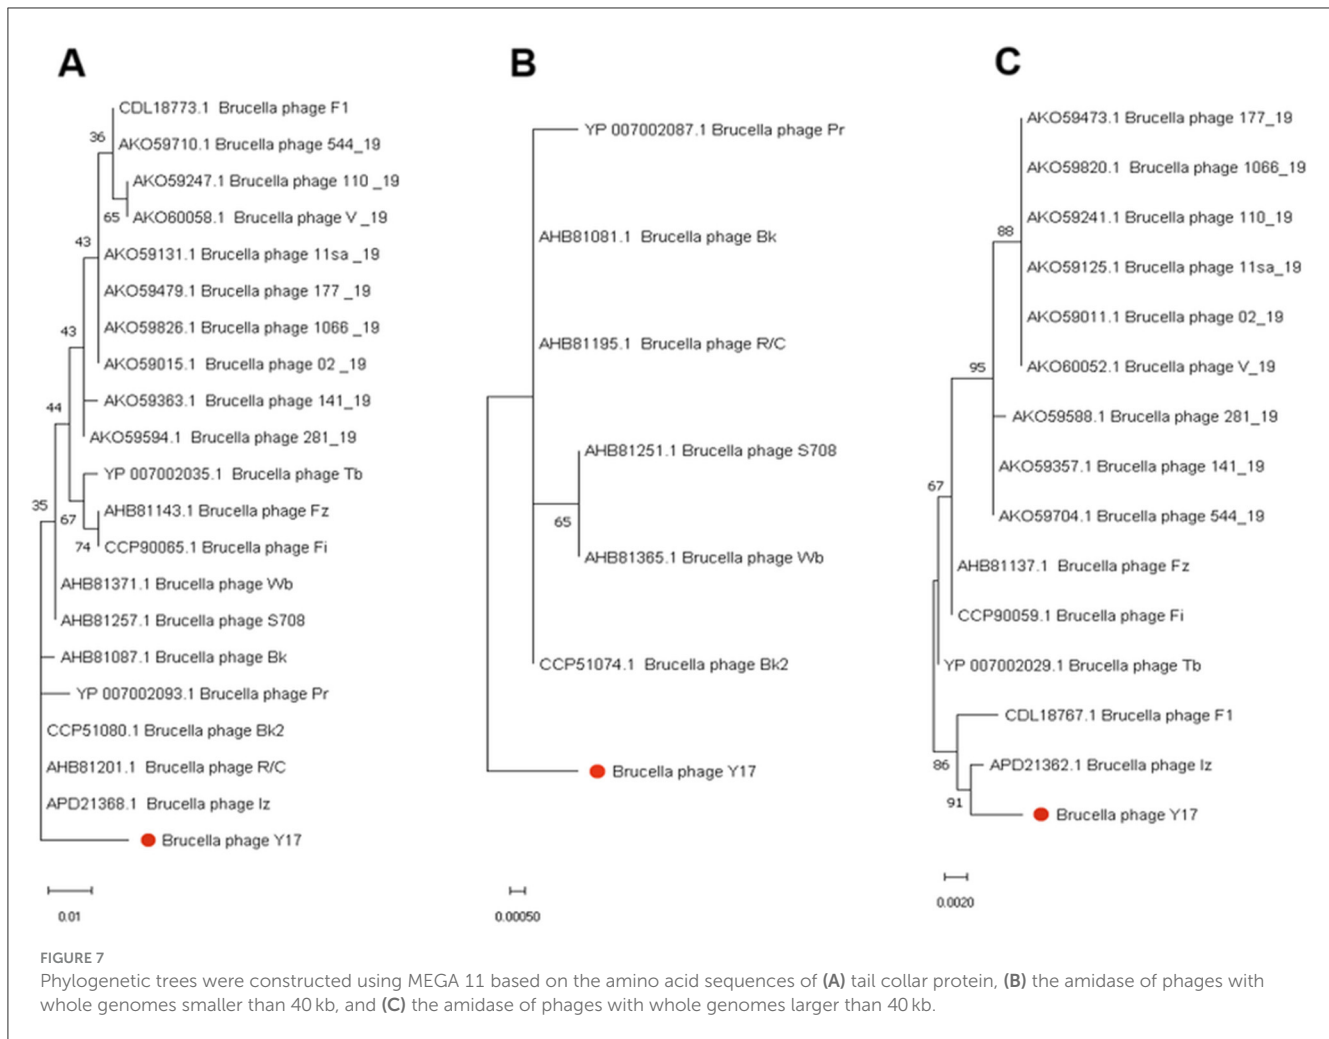 A
B
C
CDL18773.1 Brucella phage F1
36
AKO59710.1 Brucella phage 544_19
AKO59247.1 Brucella phage 110 _19
65
AKO60058.1 Brucella phage V _19
43
AKO59131.1 Brucella phage 11sa _19
AKO59479.1 Brucella phage 177 _19
43
AKO59826.1 Brucella phage 1066 _19
AKO59015.1 Brucella phage 02 _19
44
AKO59363.1 Brucella phage 141_19
AKO59594.1 Brucella phage 281_19
YP 007002035.1 Brucella phage Tb
35
67
AHB81143.1 Brucella phage Fz
74
CCP90065.1 Brucella phage Fi
AHB81371.1 Brucella phage Wb
AHB81257.1 Brucella phage S708
AHB81087.1 Brucella phage Bk
YP 007002093.1 Brucella phage Pr
CCP51080.1 Brucella phage Bk2
AHB81201.1 Brucella phage R/C
APD21368.1 Brucella phage Iz
Brucella phage Y17
0.01
YP 007002087.1 Brucella phage Pr
AHB81081.1 Brucella phage Bk
AHB81195.1 Brucella phage R/C
AHB81251.1 Brucella phage S708
65
AHB81365.1 Brucella phage Wb
CCP51074.1 Brucella phage Bk2
Brucella phage Y17
0.00050
AKO59473.1 Brucella phage 177_19
AKO59820.1 Brucella phage 1066_19
AKO59241.1 Brucella phage 110_19
88
AKO59125.1 Brucella phage 11sa_19
AKO59011.1 Brucella phage 02_19
95
AKO60052.1 Brucella phage V_19
AKO59588.1 Brucella phage 281_19
AKO59357.1 Brucella phage 141_19
67
AKO59704.1 Brucella phage 544_19
AHB81137.1 Brucella phage Fz
CCP90059.1 Brucella phage Fi
YP 007002029.1 Brucella phage Tb
CDL18767.1 Brucella phage F1
86
APD21362.1 Brucella phage Iz
91
Brucella phage Y17
0.0020
FIGURE 7
Phylogenetic trees were constructed using MEGA 11 based on the amino acid sequences of (A) tail collar protein, (B) the amidase of phages with
whole genomes smaller than 40 kb, and (C) the amidase of phages with whole genomes larger than 40 kb.